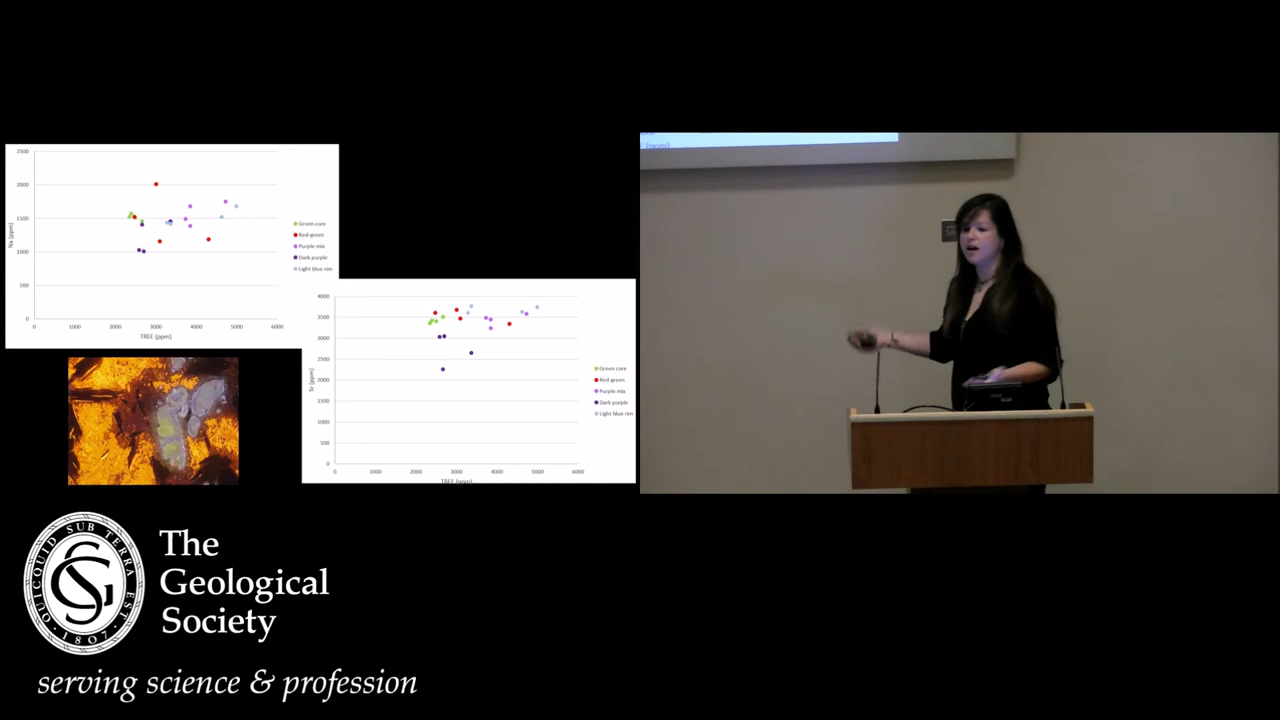 2500
2000
1500
1000
500
0
Na (ppm)
0 1000 2000 3000 4000 5000 6000
TREE (ppm)
Green core
Red-green
Purple mix
Dark purple
Light blue rim
4000
3500
3000
2500
2000
1500
1000
500
0
Sr (ppm)
0 1000 2000 3000 4000 5000 6000
TREE (ppm)
Green core
Red-green
Purple mix
Dark purple
Light blue rim
(ppm)
QUICQUID SUB TERRA EST
GS
1807
The
Geological
Society
serving science & profession